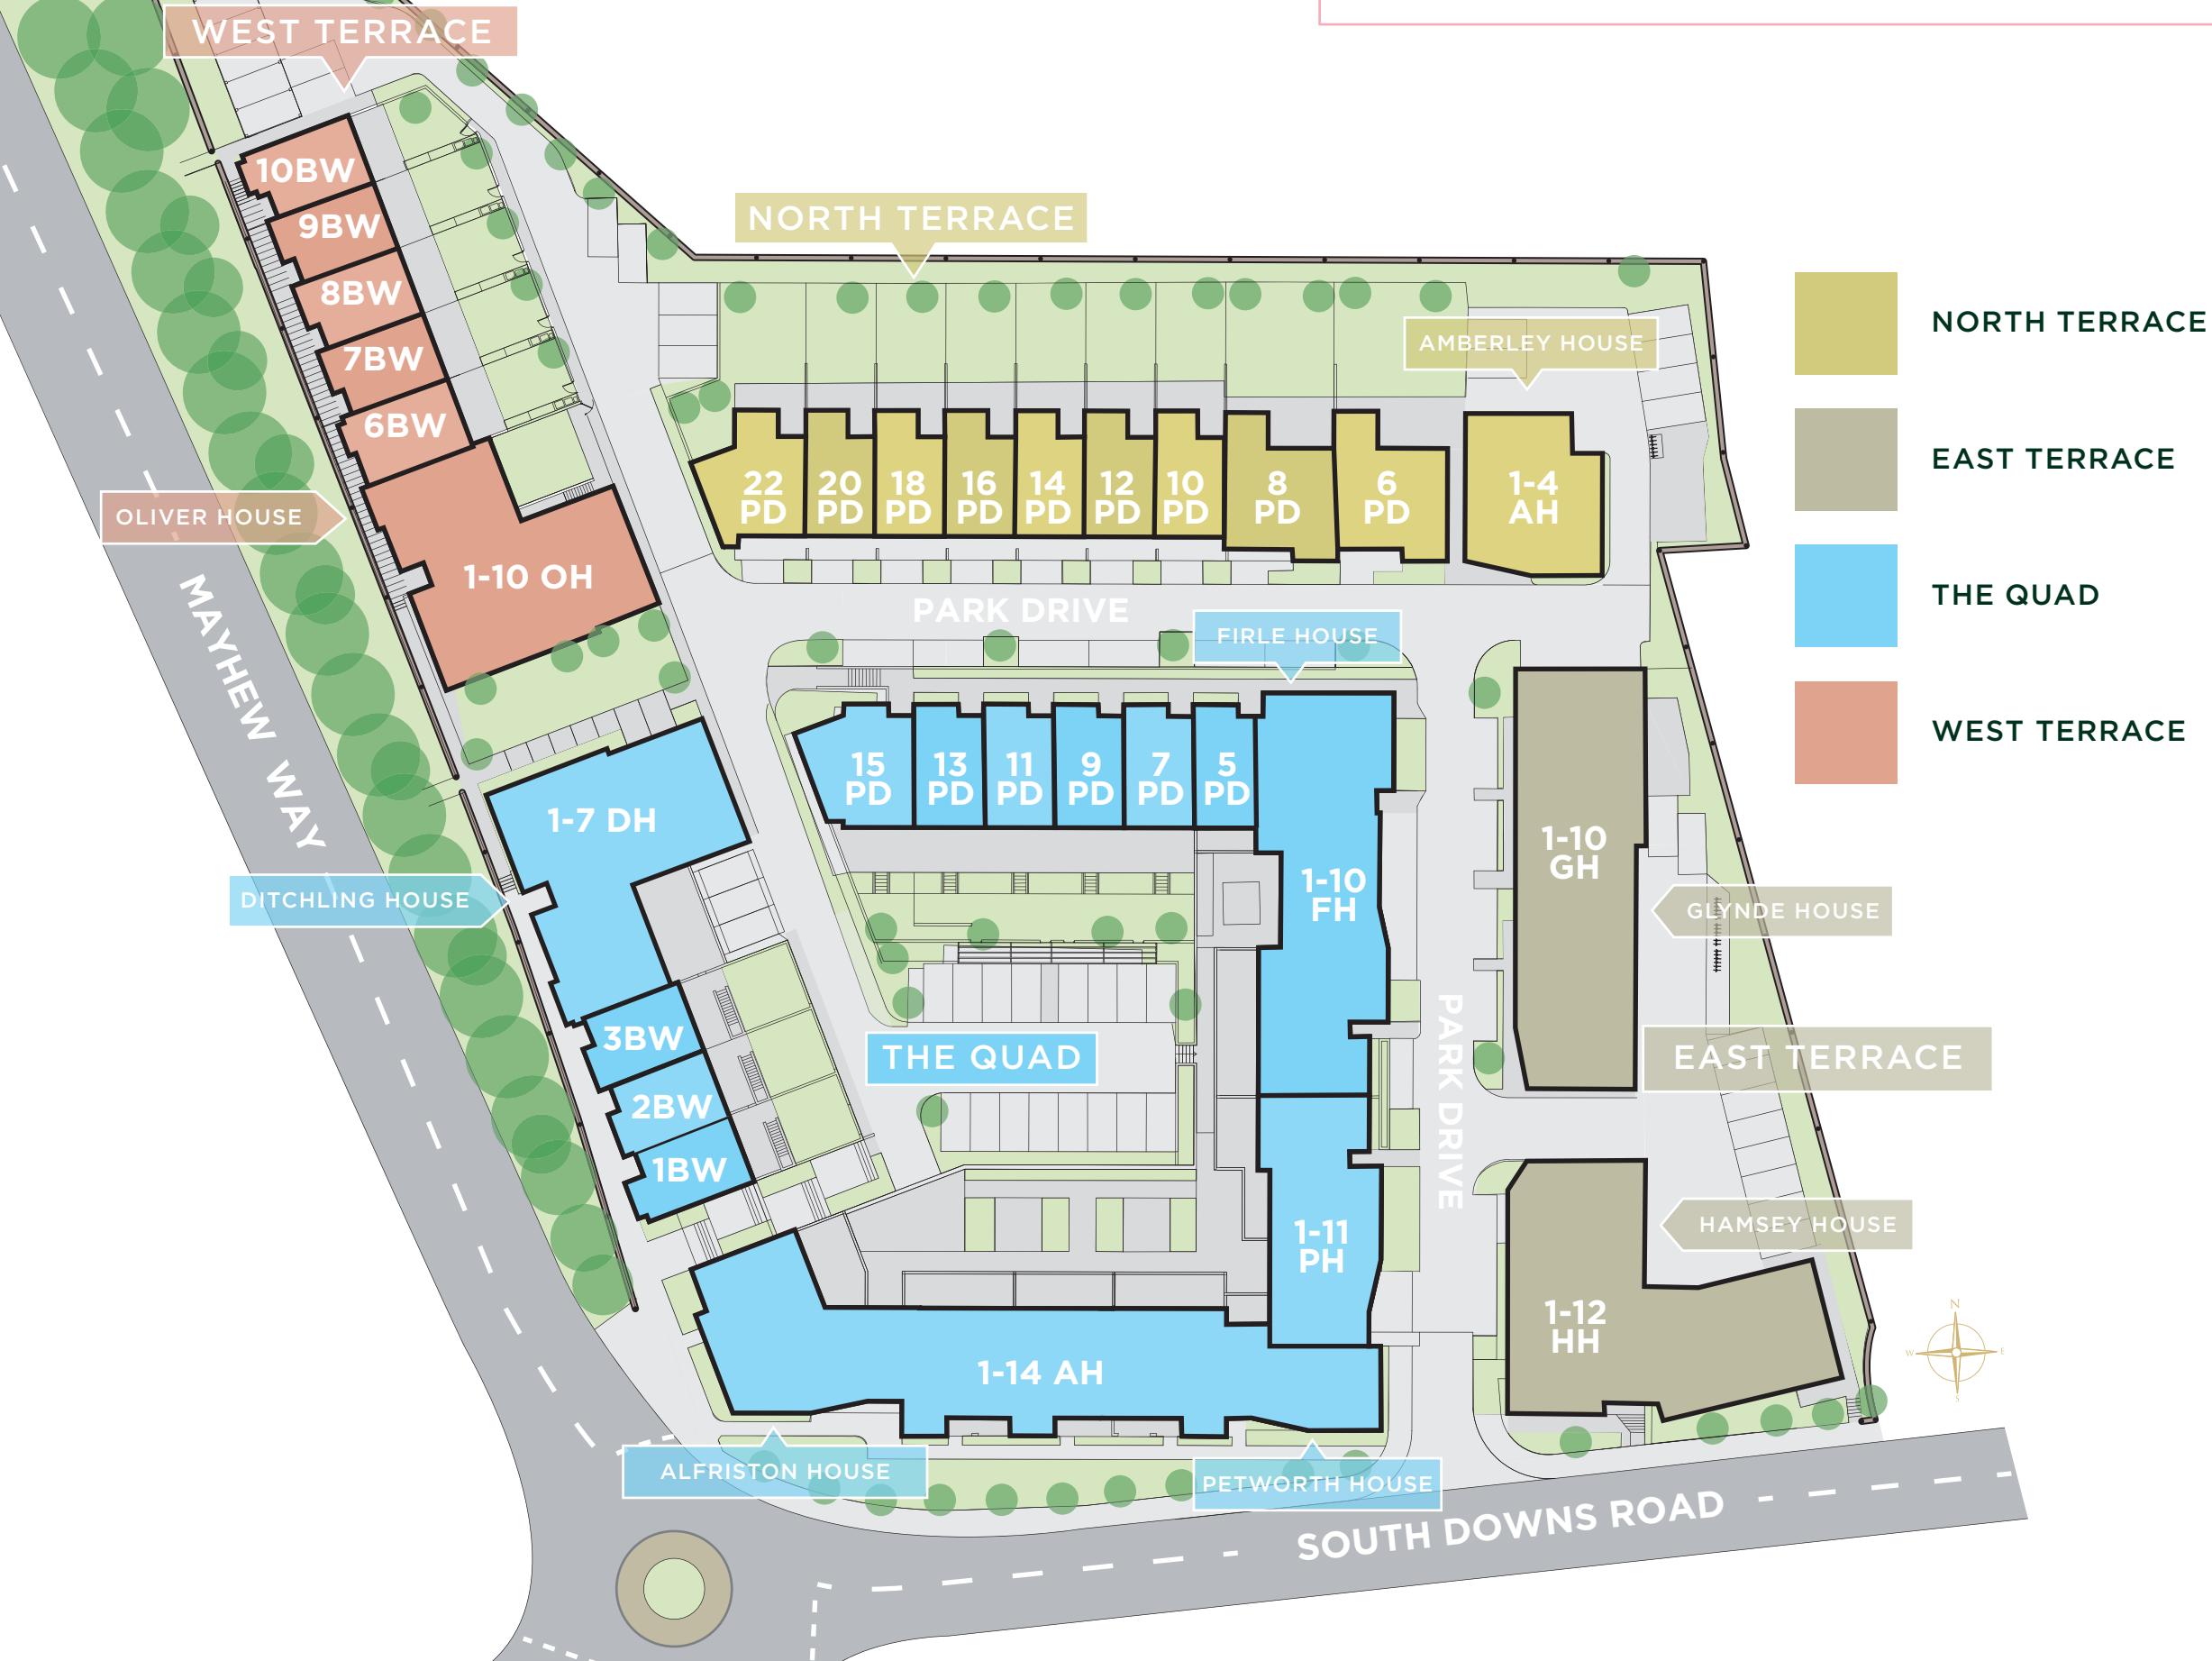 WEST TERRACE
10BW
9BW
8BW
7BW
6BW
OLIVER HOUSE
1-10 OH
NORTH TERRACE
AMBERLEY HOUSE
22
PD
20
PD
18
PD
16
PD
14
PD
12
PD
10
PD
8
PD
6
PD
1-4
AH
NORTH TERRACE
EAST TERRACE
THE QUAD
WEST TERRACE
PARK DRIVE
FIRLE HOUSE
MAYHEW WAY
15
PD
13
PD
11
PD
9
PD
7
PD
5
PD
1-7 DH
DITCHLING HOUSE
1-10
FH
1-10
GH
GLYNDE HOUSE
3BW
2BW
1BW
THE QUAD
PARK DRIVE
EAST TERRACE
1-11
PH
HAMSEY HOUSE
1-12
HH
1-14 AH
ALFRISTON HOUSE
PETWORTH HOUSE
SOUTH DOWNS ROAD
N
W
E
S